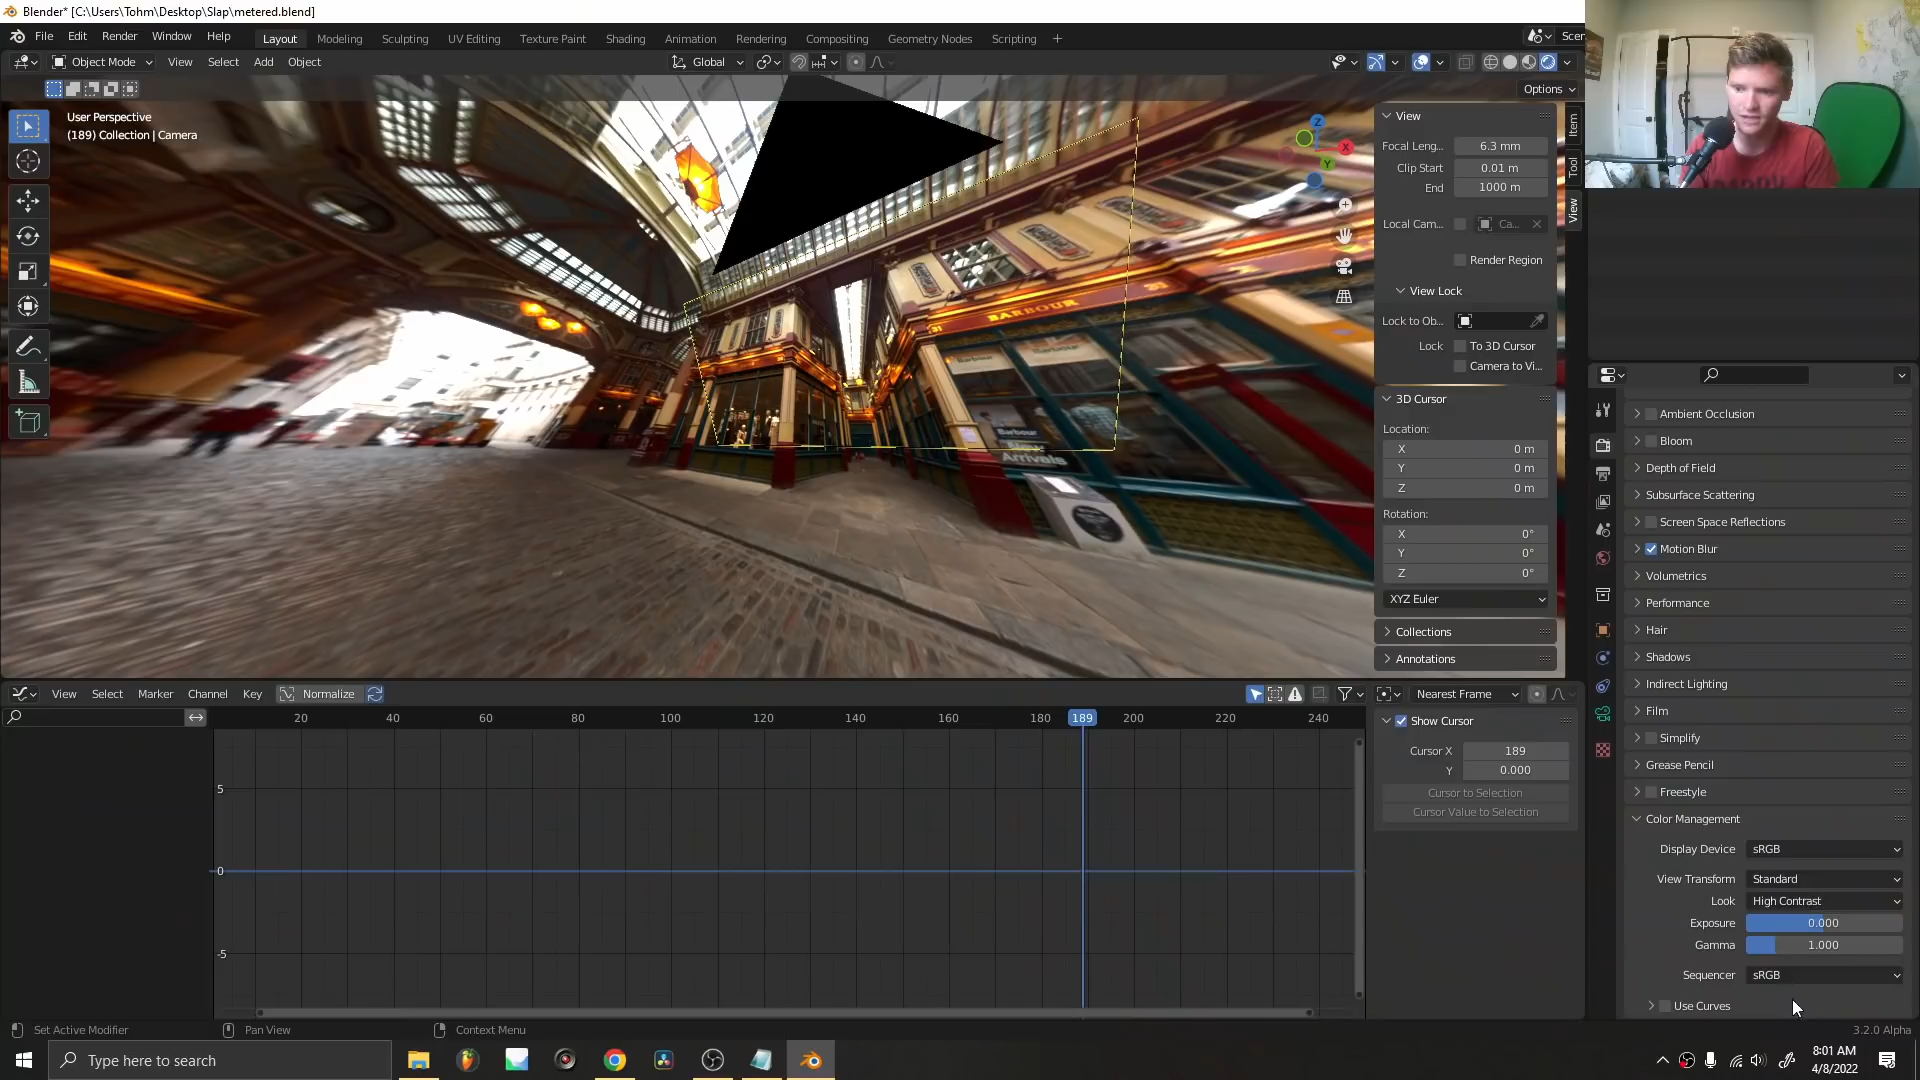 Blender* [C:\Users\Tohm\Desktop\Slap\metered.blend]
File Edit Render Window Help
Layout Modeling Sculpting UV Editing Texture Paint Shading Animation Rendering Compositing Geometry Nodes Scripting +
Scen
Object Mode View Select Add Object
Global
Options
User Perspective
(189) Collection | Camera
Z
X
Y
BARBOUR
31
33
Barbour
Barbour
New
Arrivals
View
Focal Leng... 6.3 mm
Clip Start 0.01 m
End 1000 m
Local Cam... Ca...
Render Region
View Lock
Lock to Ob...
Lock To 3D Cursor
Camera to Vi...
3D Cursor
Location:
X 0 m
Y 0 m
Z 0 m
Rotation:
X 0°
Y 0°
Z 0°
XYZ Euler
Collections
Annotations
Item
Tool
View
Ambient Occlusion
Bloom
Depth of Field
Subsurface Scattering
Screen Space Reflections
Motion Blur
Volumetrics
Performance
Hair
Shadows
Indirect Lighting
Film
Simplify
Grease Pencil
Freestyle
Color Management
Display Device sRGB
View Transform Standard
Look High Contrast
Exposure 0.000
Gamma 1.000
Sequencer sRGB
Use Curves
View Select Marker Channel Key Normalize
Nearest Frame
20 40 60 80 100 120 140 160 180 189 200 220 240
5
0
-5
Show Cursor
Cursor X 189
Y 0.000
Cursor to Selection
Cursor Value to Selection
Set Active Modifier Pan View Context Menu
3.2.0 Alpha
Type here to search
8:01 AM
4/8/2022